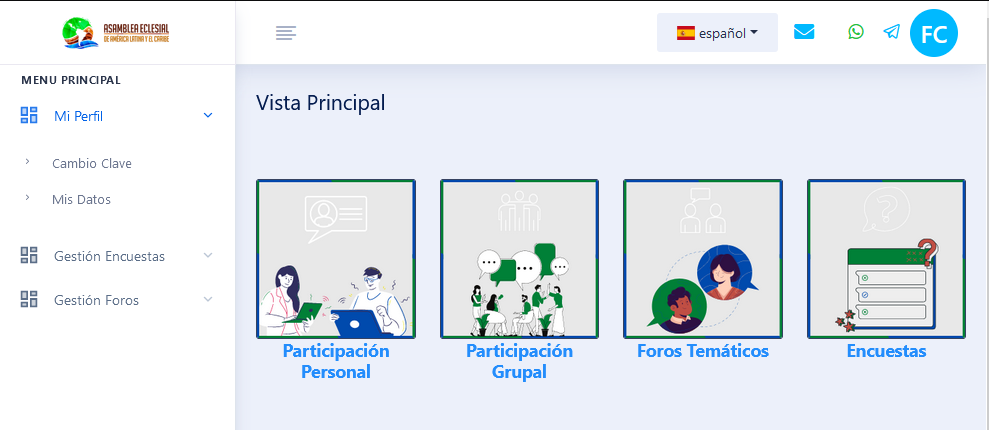 ASAMBLEA ECLESIAL
DE AMÉRICA LATINA Y EL CARIBE
español
FC
MENU PRINCIPAL
Mi Perfil
Cambio Clave
Mis Datos
Gestión Encuestas
Gestión Foros
Vista Principal
Participación
Personal
Participación
Grupal
Foros Temáticos
Encuestas